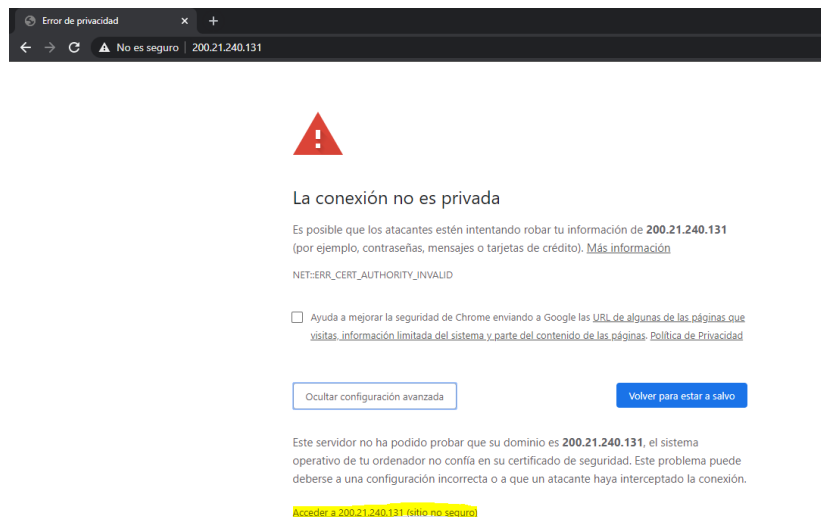 Error de privacidad
No es seguro | 200.21.240.131
La conexión no es privada
Es posible que los atacantes estén intentando robar tu información de 200.21.240.131
(por ejemplo, contraseñas, mensajes o tarjetas de crédito). Más información
NET::ERR_CERT_AUTHORITY_INVALID
Ayuda a mejorar la seguridad de Chrome enviando a Google las URL de algunas de las páginas que
visitas, información limitada del sistema y parte del contenido de las páginas. Política de Privacidad
Ocultar configuración avanzada
Volver para estar a salvo
Este servidor no ha podido probar que su dominio es 200.21.240.131, el sistema
operativo de tu ordenador no confía en su certificado de seguridad. Este problema puede
deberse a una configuración incorrecta o a que un atacante haya interceptado la conexión.
Acceder a 200.21.240.131 (sitio no seguro)